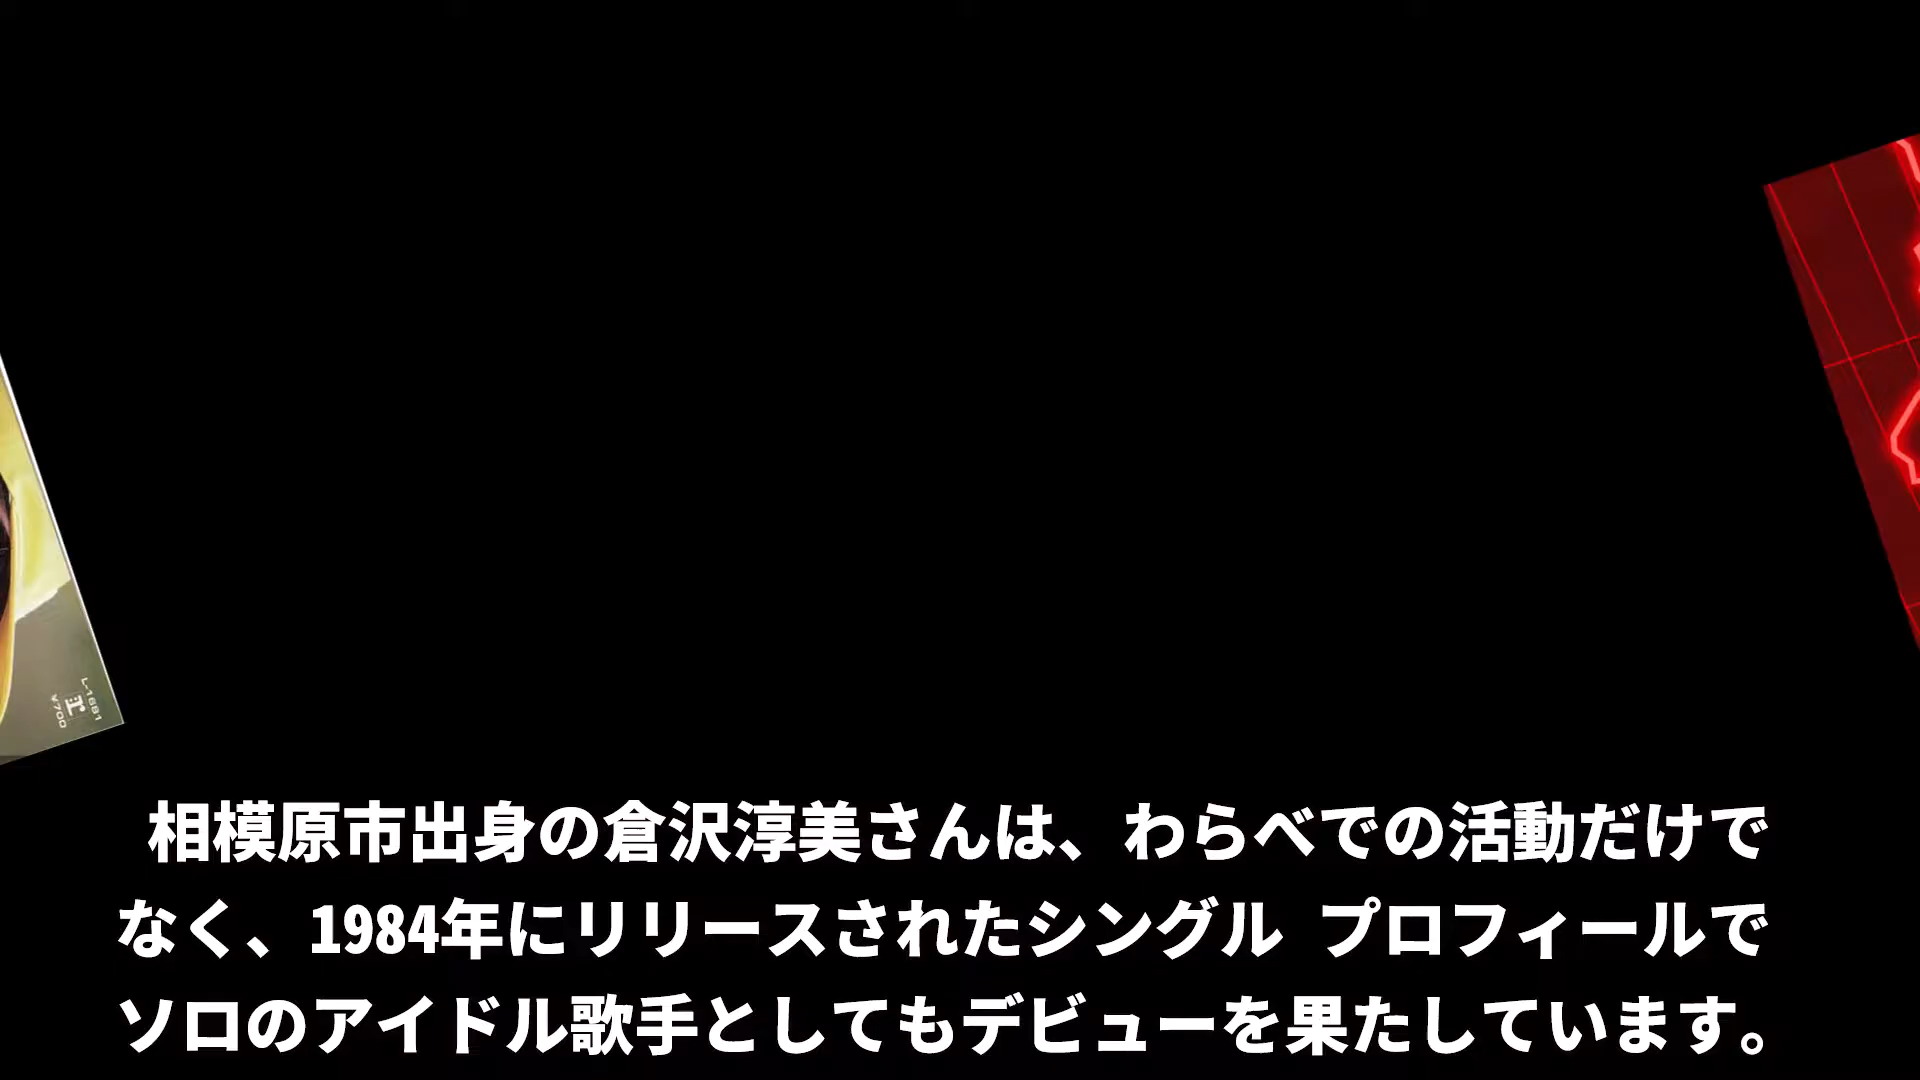 L-1691
¥700
相模原市出身の倉沢淳美さんは、わらべでの活動だけで
なく、1984年にリリースされたシングル プロフィールで
ソロのアイドル歌手としてもデビューを果たしています。